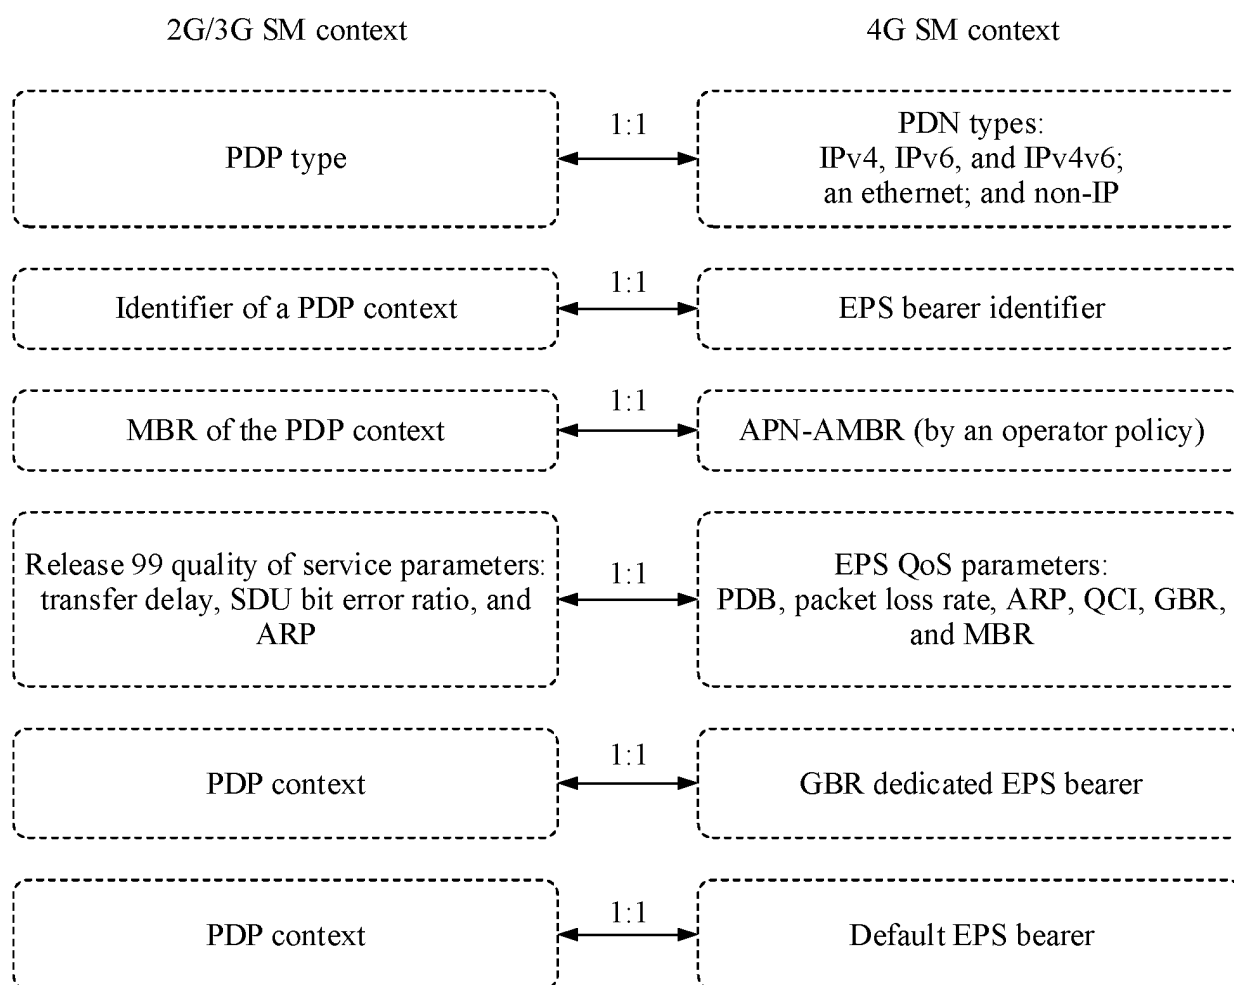 2G/3G SM context
4G SM context
PDP type
1:1
PDN types:
IPv4, IPv6, and IPv4v6;
an ethernet; and non-IP
Identifier of a PDP context
1:1
EPS bearer identifier
MBR of the PDP context
1:1
APN-AMBR (by an operator policy)
Release 99 quality of service parameters:
transfer delay, SDU bit error ratio, and
ARP
1:1
EPS QoS parameters:
PDB, packet loss rate, ARP, QCI, GBR,
and MBR
PDP context
1:1
GBR dedicated EPS bearer
PDP context
1:1
Default EPS bearer